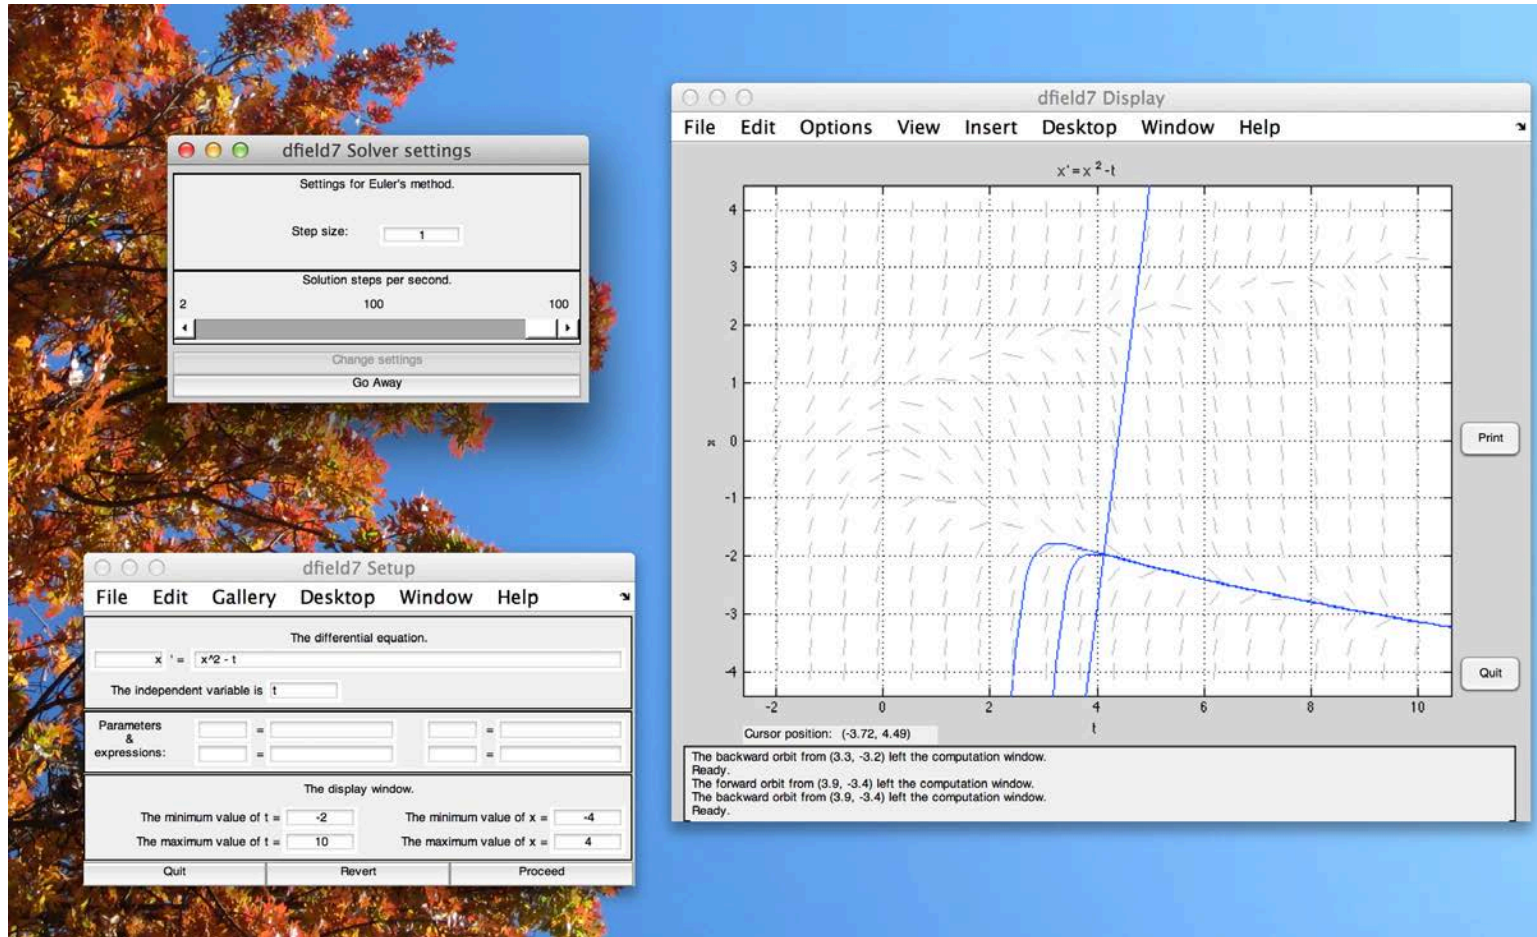 dfield7 Solver settings
Settings for Euler's method.
Step size: 1
Solution steps per second.
2 100 100
Change settings
Go Away
dfield7 Setup
File Edit Gallery Desktop Window Help
The differential equation.
x ' = x^2 - t
The independent variable is t
Parameters
&
expressions:
= =
= =
The display window.
The minimum value of t = -2 The minimum value of x = -4
The maximum value of t = 10 The maximum value of x = 4
Quit Revert Proceed
dfield7 Display
File Edit Options View Insert Desktop Window Help
x ' = x 2 - t
4
3
2
1
x 0
-1
-2
-3
-4
-2 0 2 4 6 8 10
t
Print
Quit
Cursor position: (-3.72, 4.49)
The backward orbit from (3.3, -3.2) left the computation window.
Ready.
The forward orbit from (3.9, -3.4) left the computation window.
The backward orbit from (3.9, -3.4) left the computation window.
Ready.